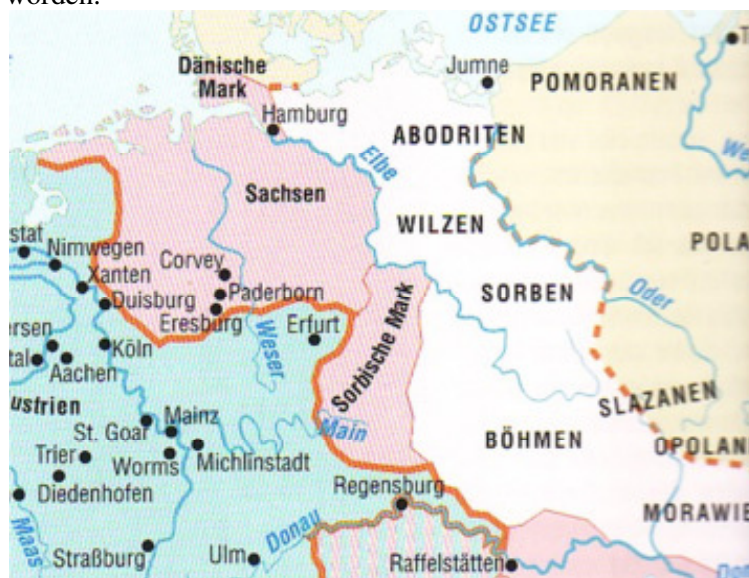 worden.
OSTSEE
Dänische
Mark
Jumne
POMORANEN
Hamburg
ABODRITEN
Elbe
Sachsen
WILZEN
Nimwegen
Corvey
Xanten
Paderborn
SORBEN
Oder
Duisburg
Eresburg
Weser
Erfurt
Sorbische Mark
Köln
Aachen
SLAZANEN
St. Goar
Mainz
Main
BÖHMEN
Trier
Worms
Michlinstadt
Diedenhofen
Regensburg
MORAWIE
Maas
Donau
Straßburg
Ulm
Raffelstätten